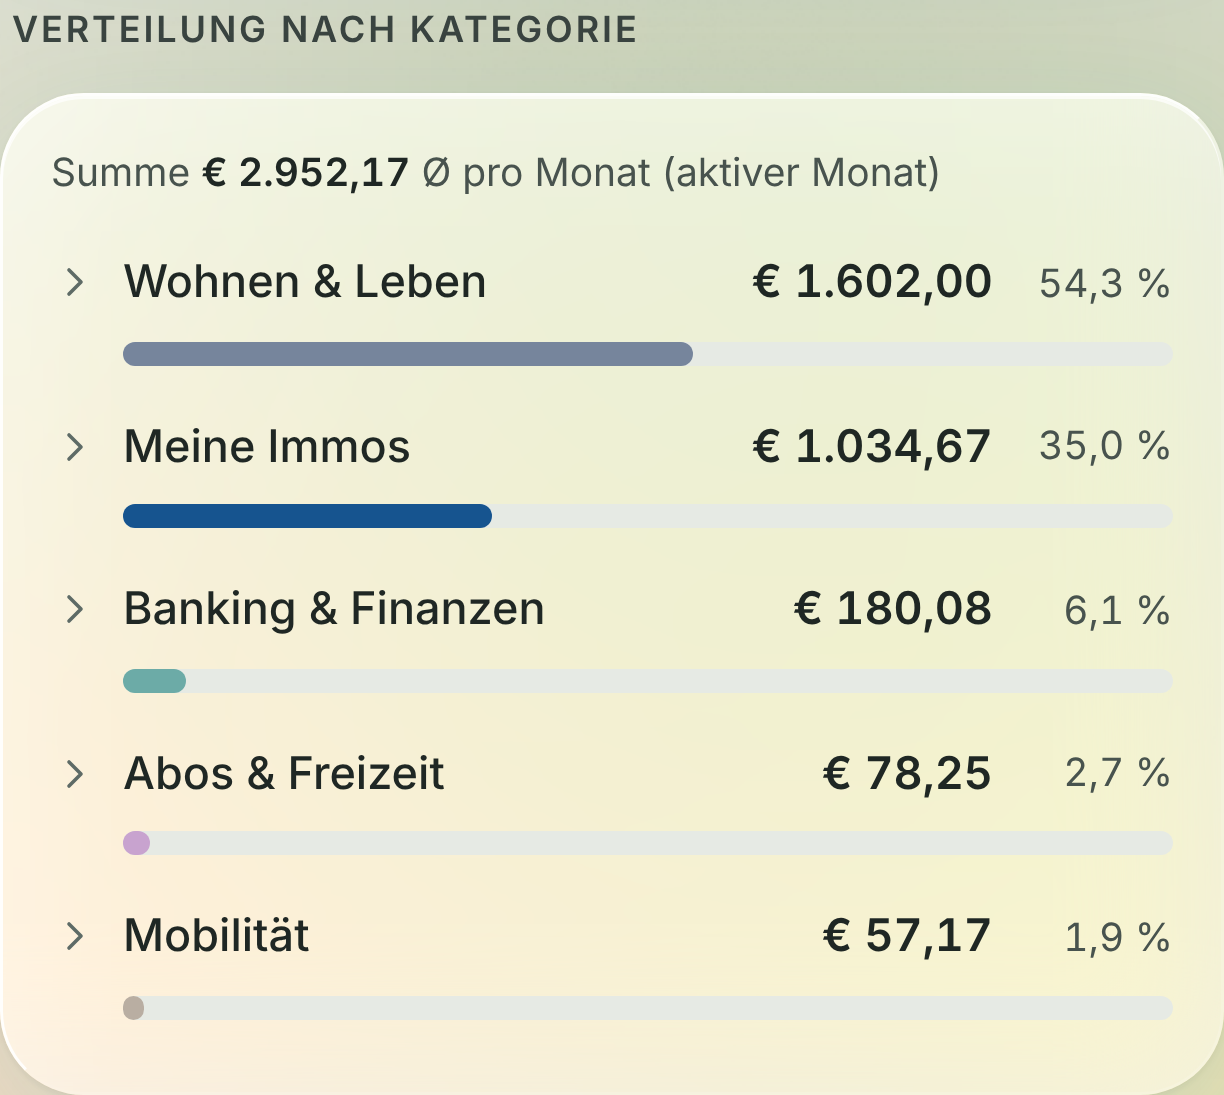 VERTEILUNG NACH KATEGORIE
Summe € 2.952,17 Ø pro Monat (aktiver Monat)
Wohnen & Leben € 1.602,00 54,3 %
Meine Immos € 1.034,67 35,0 %
Banking & Finanzen € 180,08 6,1 %
Abos & Freizeit € 78,25 2,7 %
Mobilität € 57,17 1,9 %